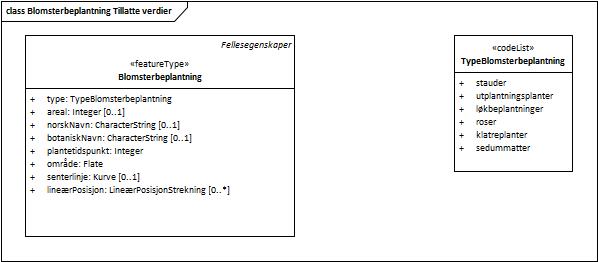 class Blomsterbeplantning Tillatte verdier
Fellesegenskaper
«featureType»
Blomsterbeplantning
+ type: TypeBlomsterbeplantning
+ areal: Integer [0..1]
+ norskNavn: CharacterString [0..1]
+ botaniskNavn: CharacterString [0..1]
+ plantetidspunkt: Integer
+ område: Flate
+ senterlinje: Kurve [0..1]
+ lineærPosisjon: LineærPosisjonStrekning [0..*]
«codeList»
TypeBlomsterbeplantning
+ stauder
+ utplantningsplanter
+ løkbeplantninger
+ roser
+ klatreplanter
+ sedummatter